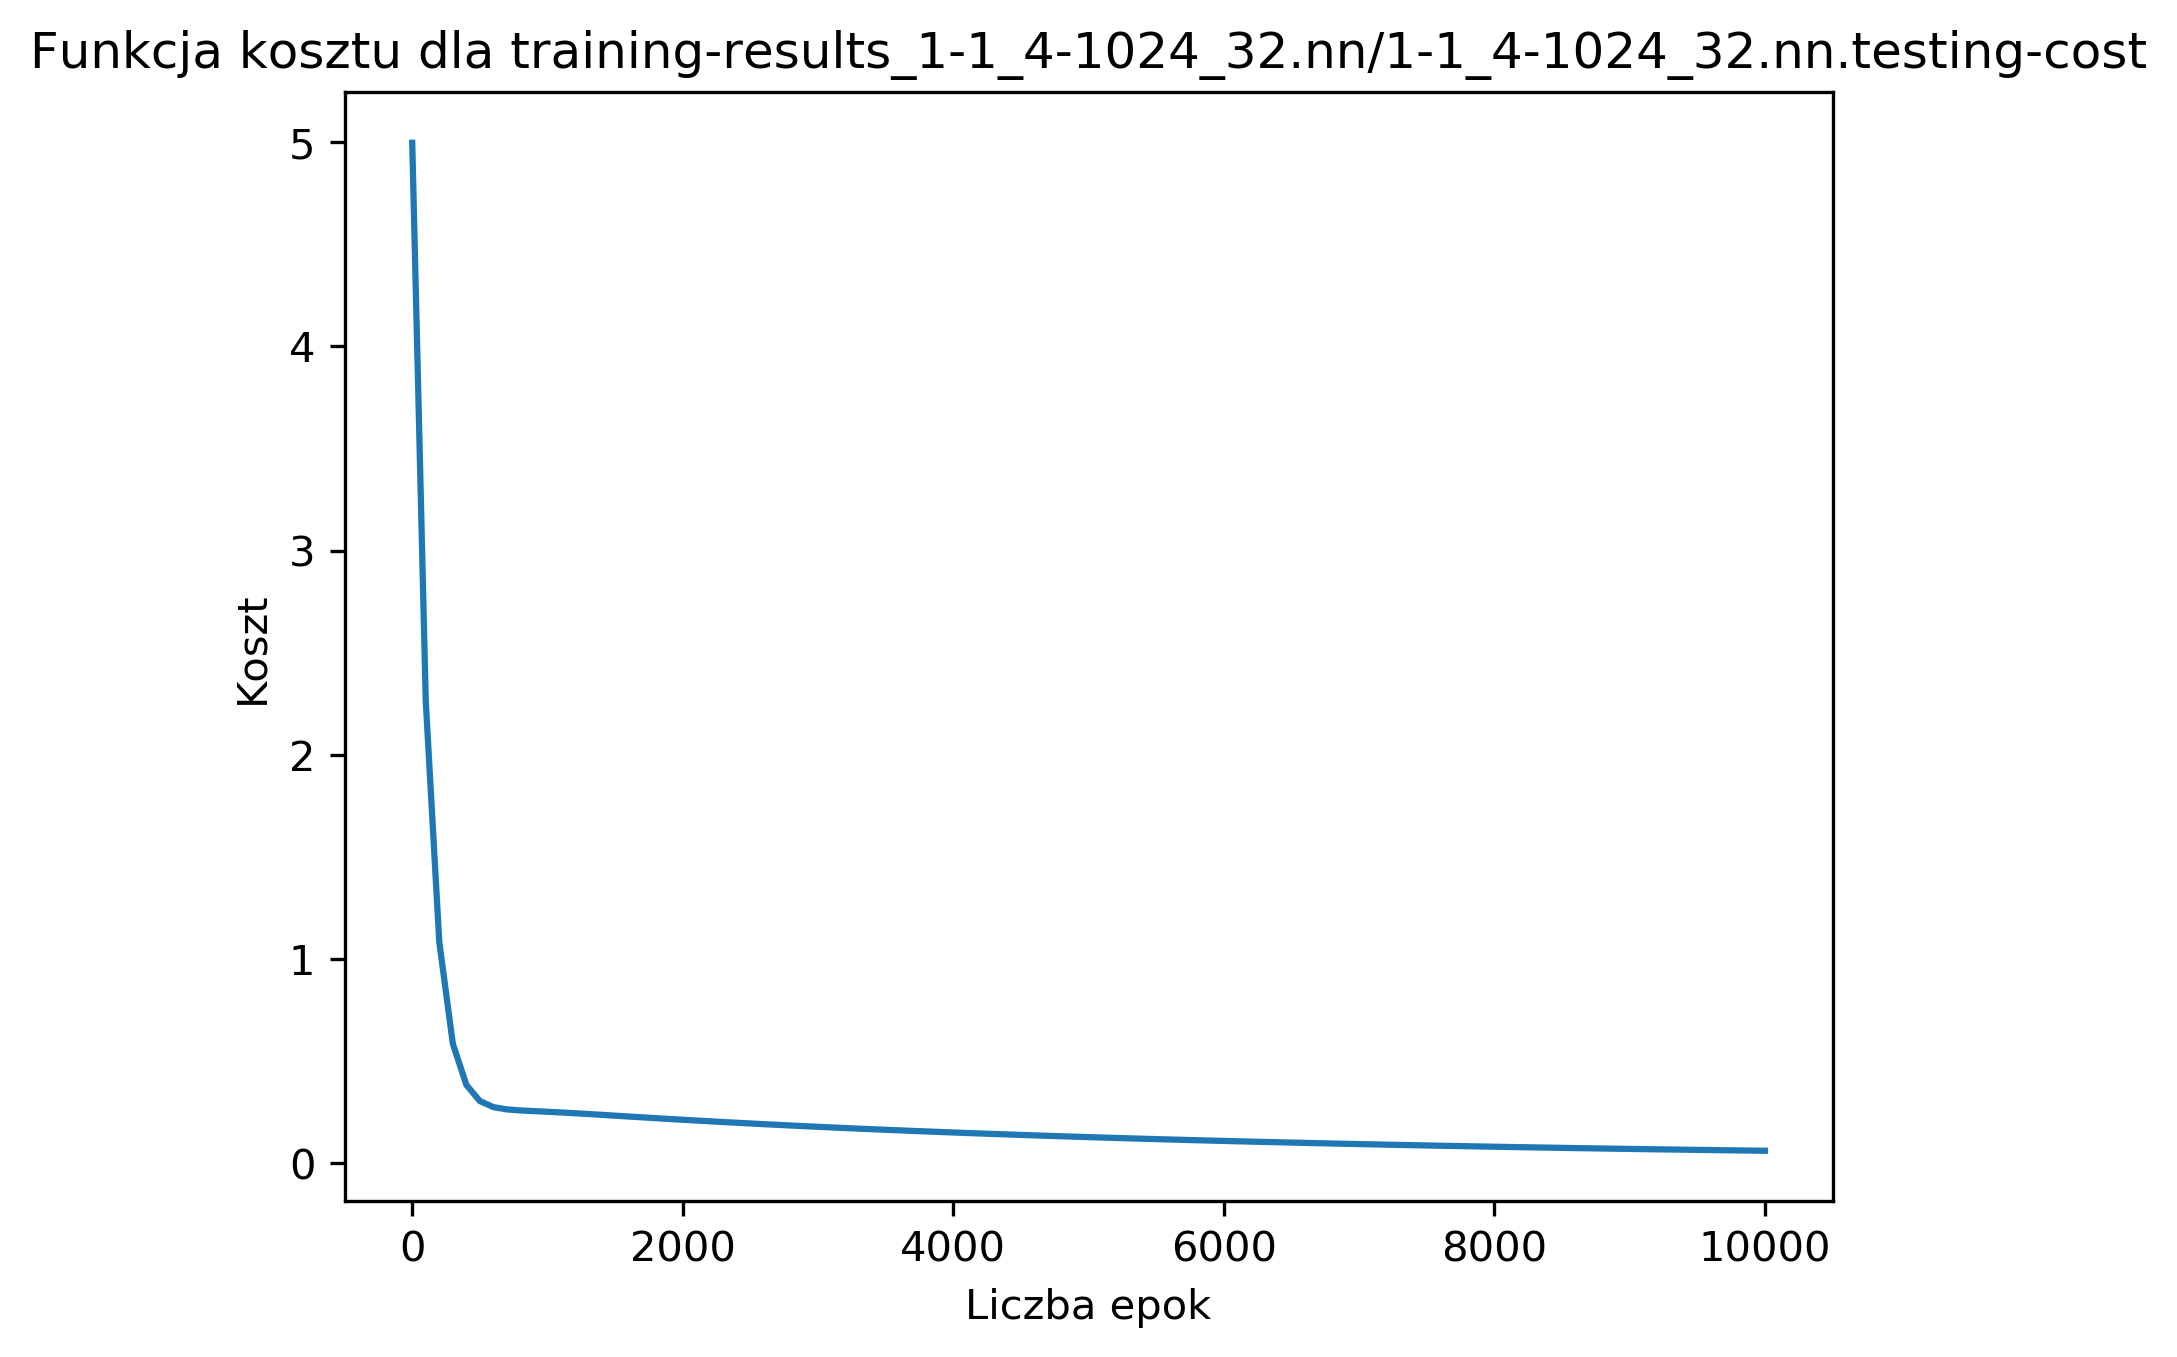 Funkcja kosztu dla training-results_1-1_4-1024_32.nn/1-1_4-1024_32.nn.testing-cost
5
4
3
2
1
0
Koszt
0 2000 4000 6000 8000 10000
Liczba epok